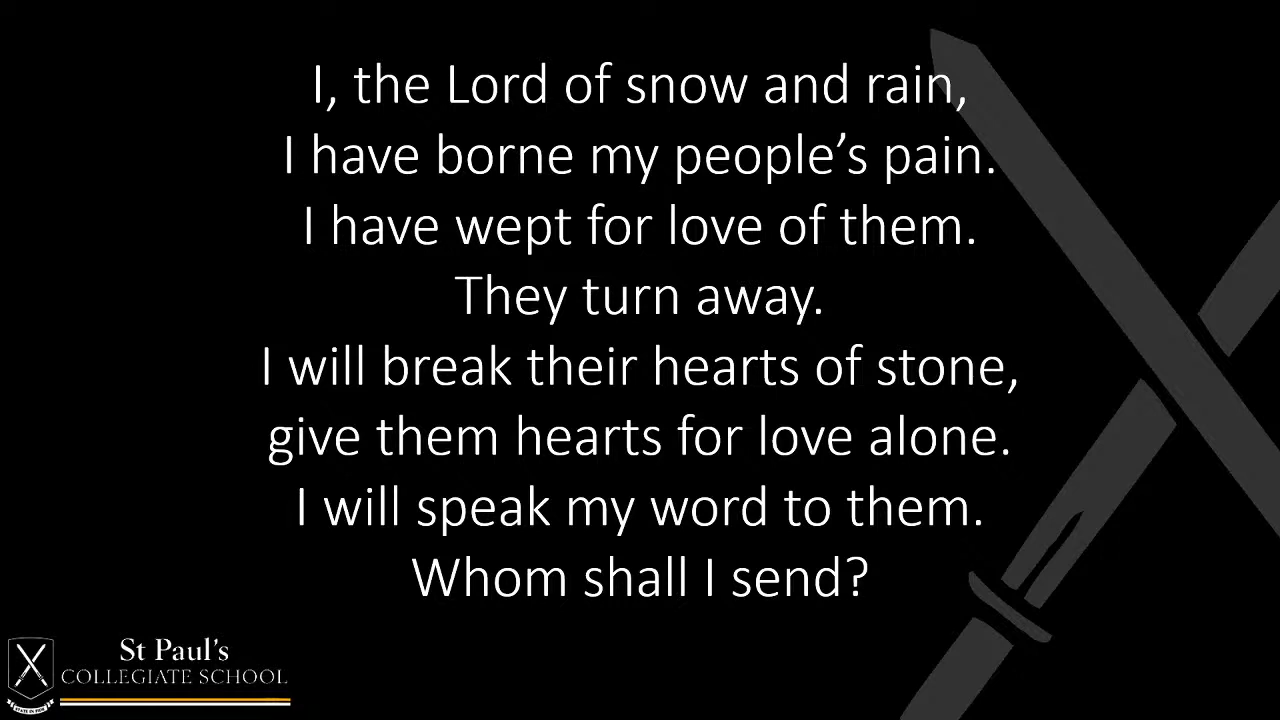 I, the Lord of snow and rain,
I have borne my people’s pain.
I have wept for love of them.
They turn away.
I will break their hearts of stone,
give them hearts for love alone.
I will speak my word to them.
Whom shall I send?
St Paul’s
COLLEGIATE SCHOOL